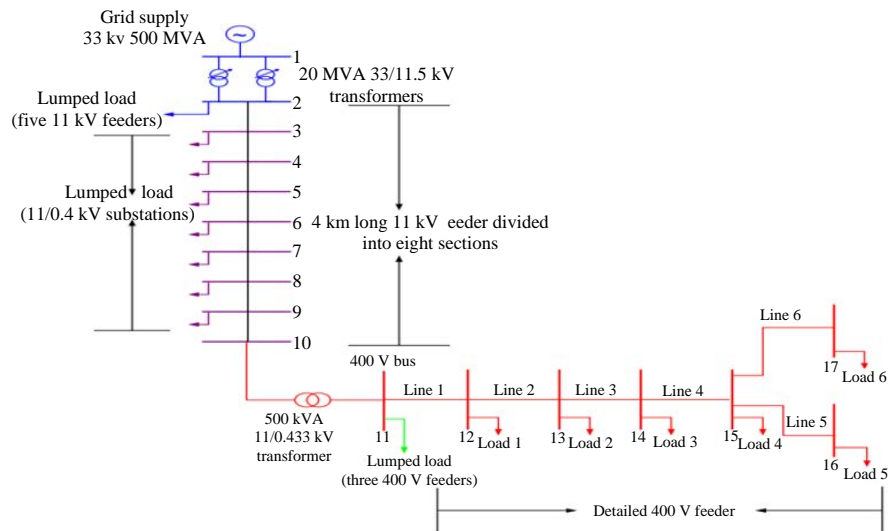 Grid supply
33 kv 500 MVA
1
20 MVA 33/11.5 kV
transformers
Lumped load
(five 11 kV feeders)
2
3
4
Lumped load
(11/0.4 kV substations)
5
6
4 km long 11 kV eeder divided
into eight sections
7
8
9
10
400 V bus
Line 1
Line 2
Line 3
Line 4
Line 6
17
Load 6
500 kVA
11/0.433 kV
transformer
11
Lumped load
(three 400 V feeders)
12
Load 1
13
Load 2
14
Load 3
15
Load 4
Line 5
16
Load 5
Detailed 400 V feeder